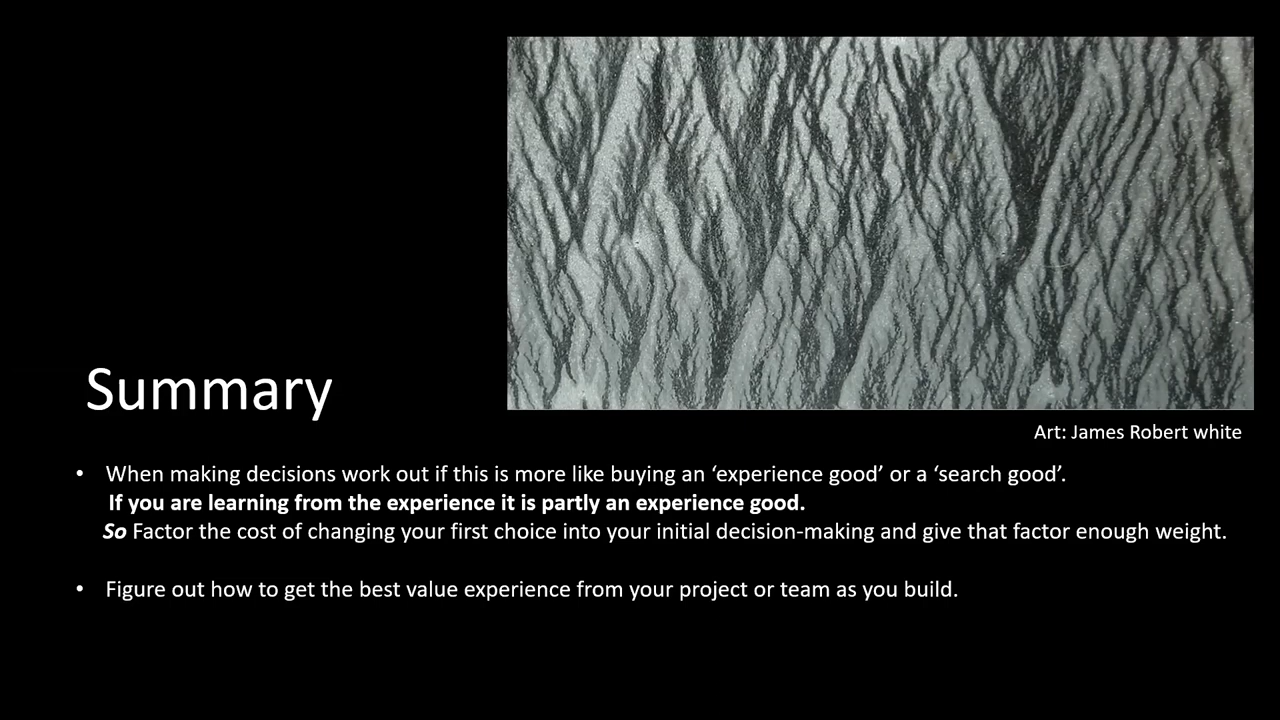 Art: James Robert white
Summary
• When making decisions work out if this is more like buying an ‘experience good’ or a ‘search good’.
If you are learning from the experience it is partly an experience good.
So Factor the cost of changing your first choice into your initial decision-making and give that factor enough weight.
• Figure out how to get the best value experience from your project or team as you build.